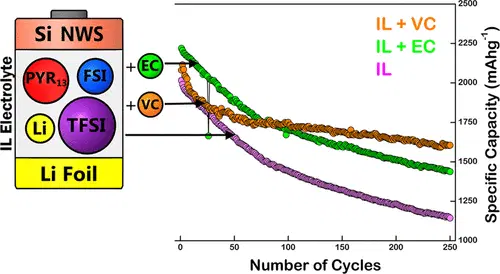 Si NWS
PYR13
FSI
Li
TFSI
Li Foil
IL Electrolyte
+ EC
+ VC
IL + VC
IL + EC
IL
2500
2250
2000
1750
1500
1250
1000
Specific Capacity (mAhg-1)
0 50 100 150 200 250
Number of Cycles